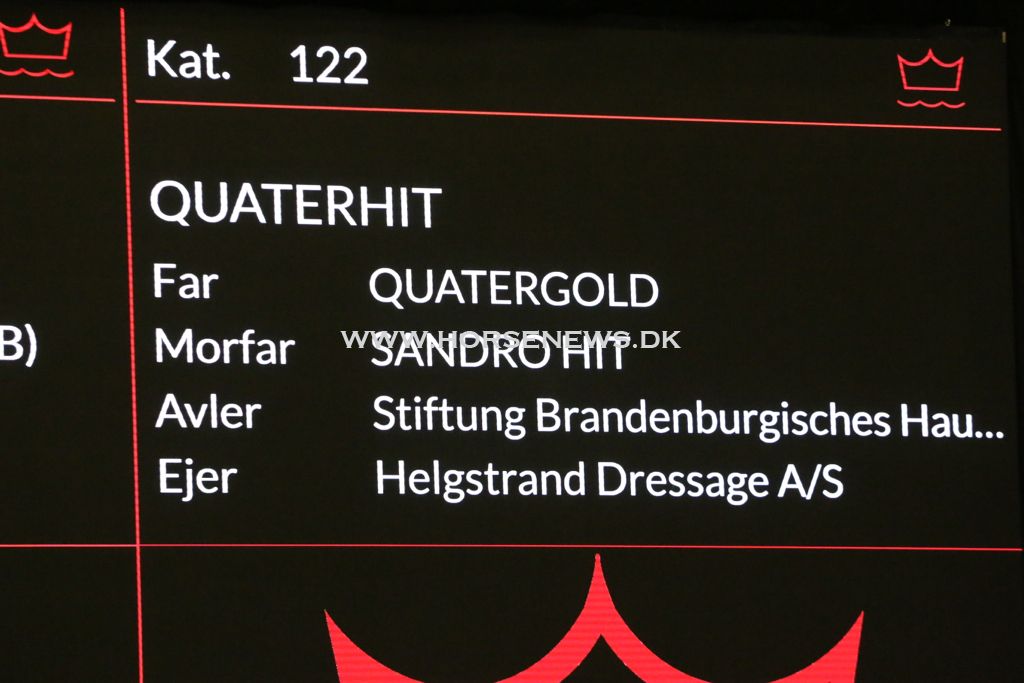 Kat. 122
QUATERHIT
Far QUATERGOLD
WWW.HORSENEWS.DK
B)
Morfar SANDRO HIT
Avler Stiftung Brandenburgisches Hau...
Ejer Helgstrand Dressage A/S